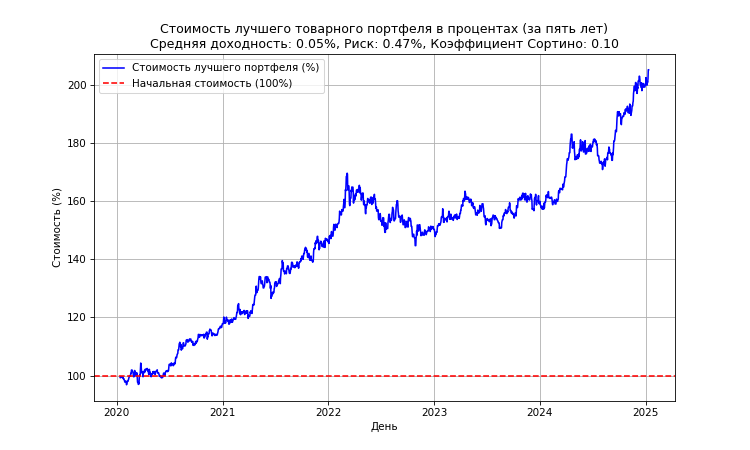 Стоимость лучшего товарного портфеля в процентах (за пять лет)
Средняя доходность: 0.05%, Риск: 0.47%, Коэффициент Сортино: 0.10
Стоимость лучшего портфеля (%)
Начальная стоимость (100%)
Стоимость (%)
200
180
160
140
120
100
2020 2021 2022 2023 2024 2025
День